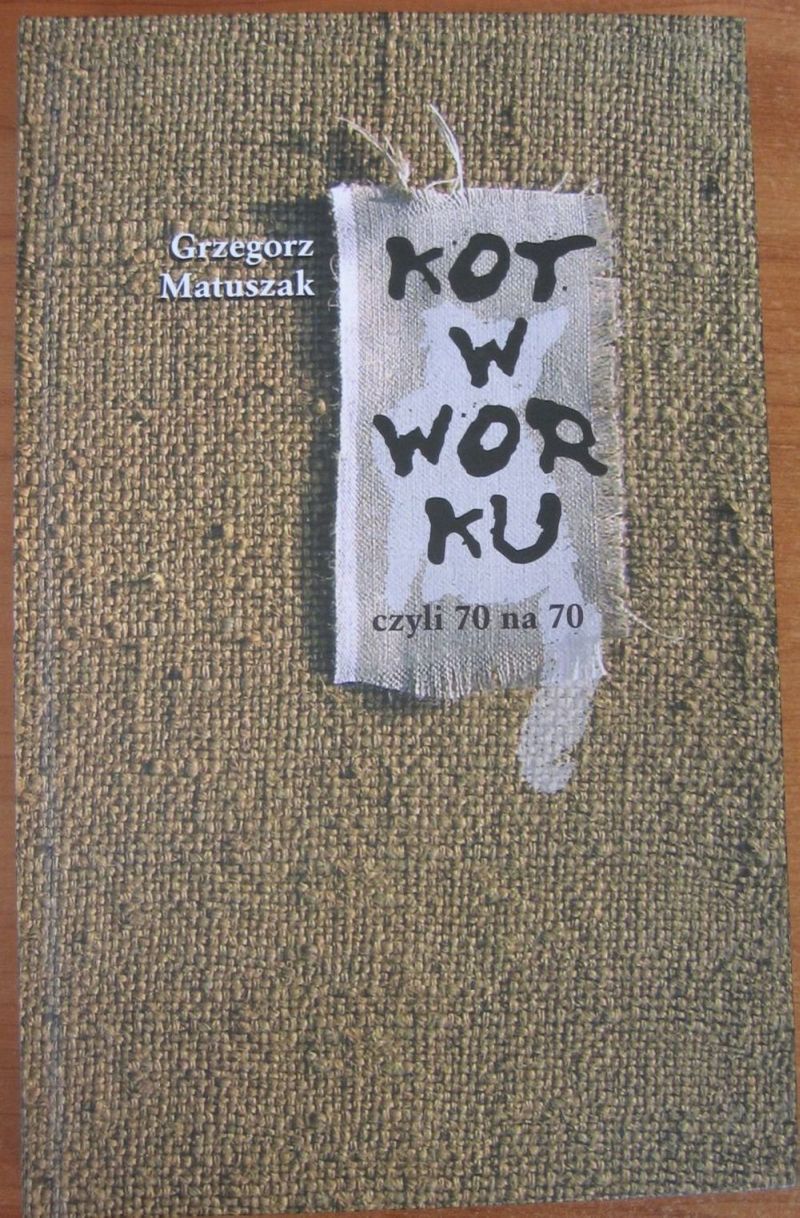 Grzegorz
Matuszak
KOT
W
WOR
KU
czyli 70 na 70